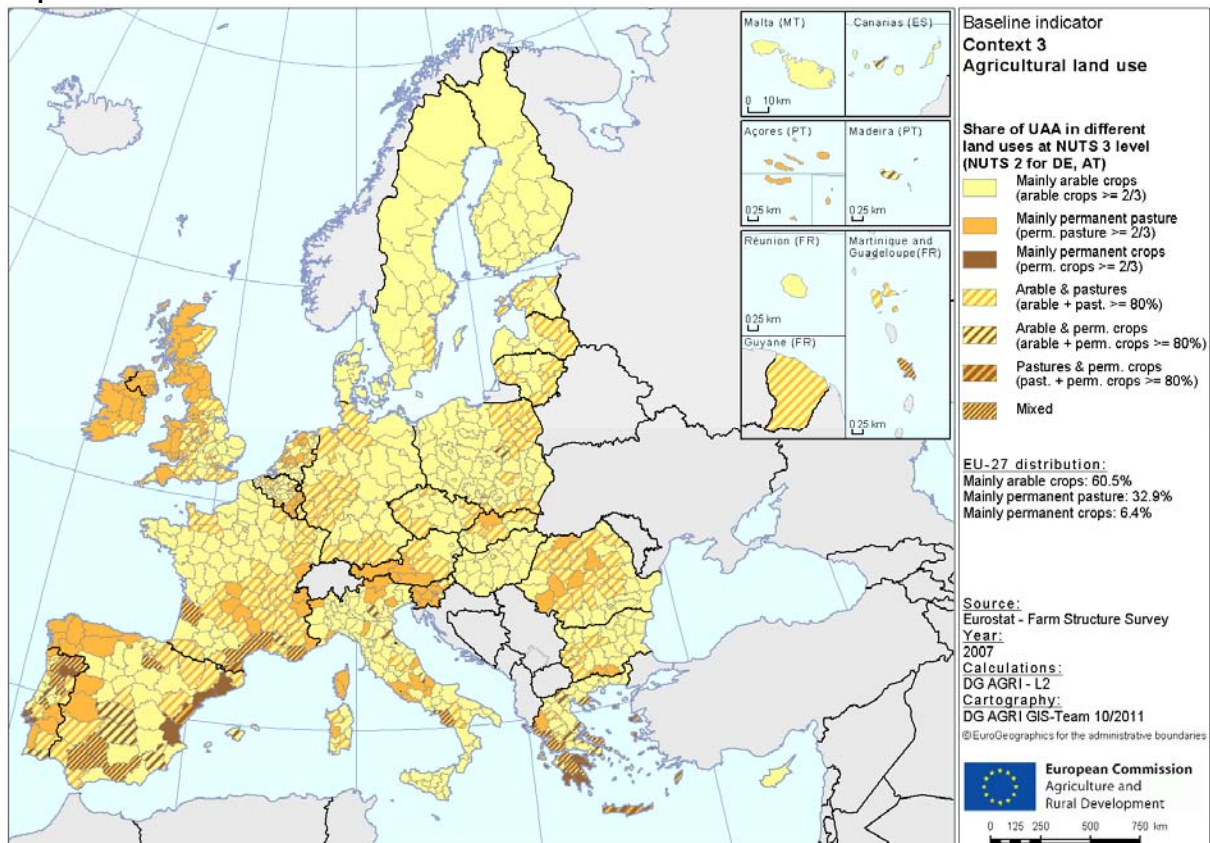 Malta (MT)
0 10 km
Canarias (ES)
Açores (PT)
0 25 km
0 25 km
Madeira (PT)
0 25 km
Réunion (FR)
0 25 km
Martinique and
Guadeloupe(FR)
0 25 km
Guyane (FR)
Baseline indicator
Context 3
Agricultural land use
Share of UAA in different
land uses at NUTS 3 level
(NUTS 2 for DE, AT)
Mainly arable crops
(arable crops >= 2/3)
Mainly permanent pasture
(perm. pasture >= 2/3)
Mainly permanent crops
(perm. crops >= 2/3)
Arable & pastures
(arable + past. >= 80%)
Arable & perm. crops
(arable + perm. crops >= 80%)
Pastures & perm. crops
(past. + perm. crops >= 80%)
Mixed
EU-27 distribution:
Mainly arable crops: 60.5%
Mainly permanent pasture: 32.9%
Mainly permanent crops: 6.4%
Source:
Eurostat - Farm Structure Survey
Year:
2007
Calculations:
DG AGRI - L2
Cartography:
DG AGRI GIS-Team 10/2011
© EuroGeographics for the administrative boundaries
European Commission
Agriculture and
Rural Development
0 125 250 500 750 km